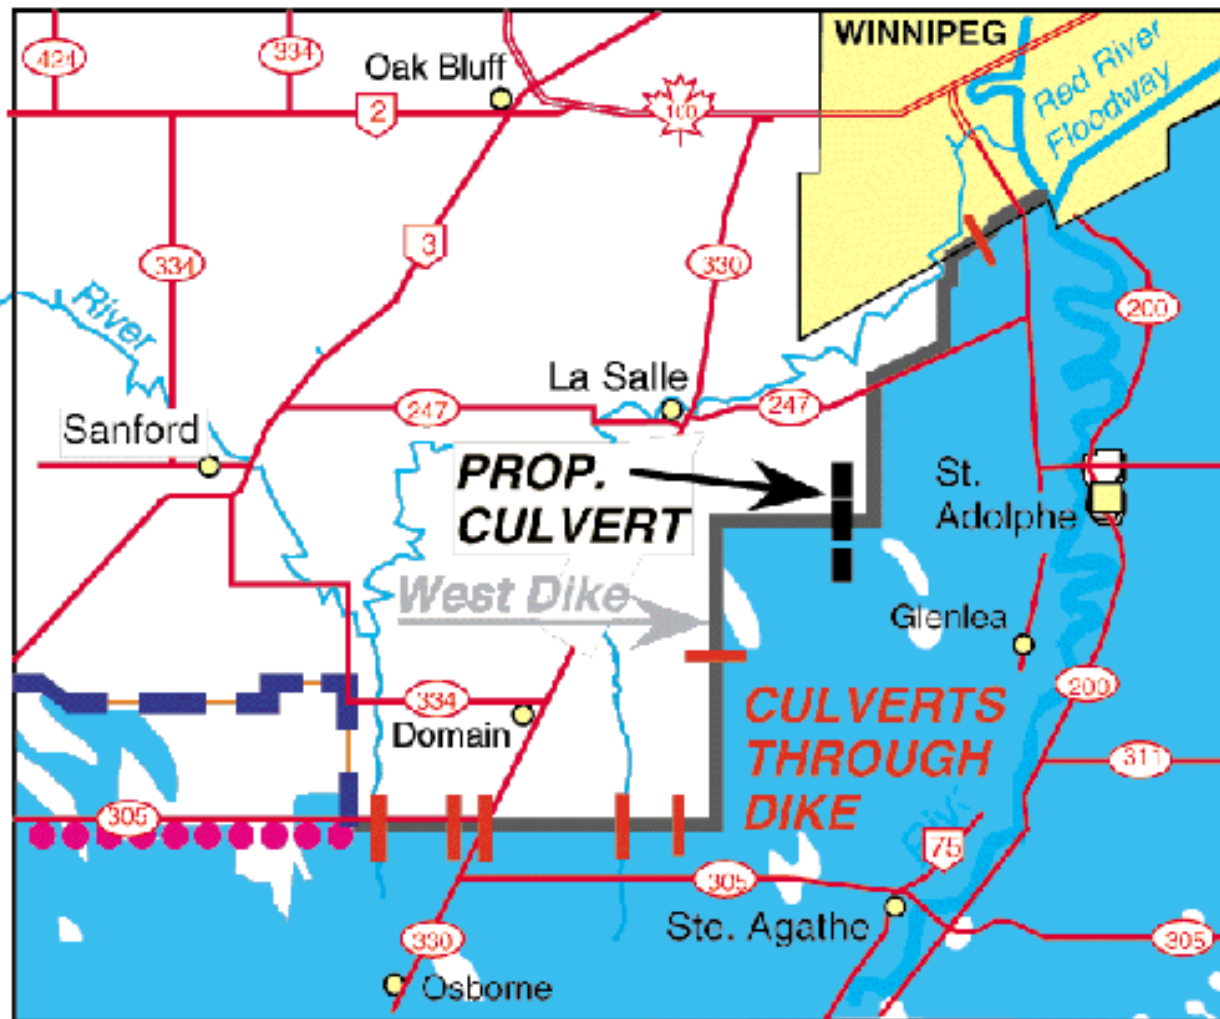 WINNIPEG
424
334
Oak Bluff
2
100
Red River
Floodway
334
3
330
200
River
La Salle
247
247
Sanford
PROP.
CULVERT
St.
Adolphe
West Dike
Glenlea
334
Domain
200
CULVERTS
THROUGH
DIKE
311
305
75
305
Ste. Agathe
330
305
Osborne